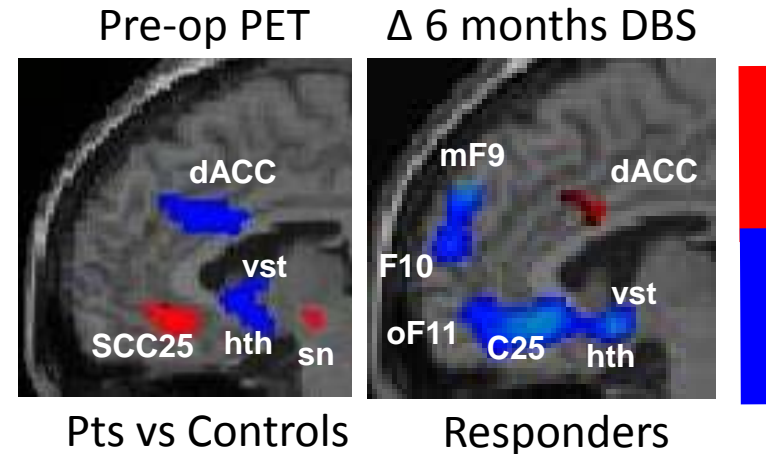 Pre-op PET
Δ 6 months DBS
dACC
vst
SCC25
hth
sn
mF9
dACC
F10
vst
oF11
C25
hth
Pts vs Controls
Responders